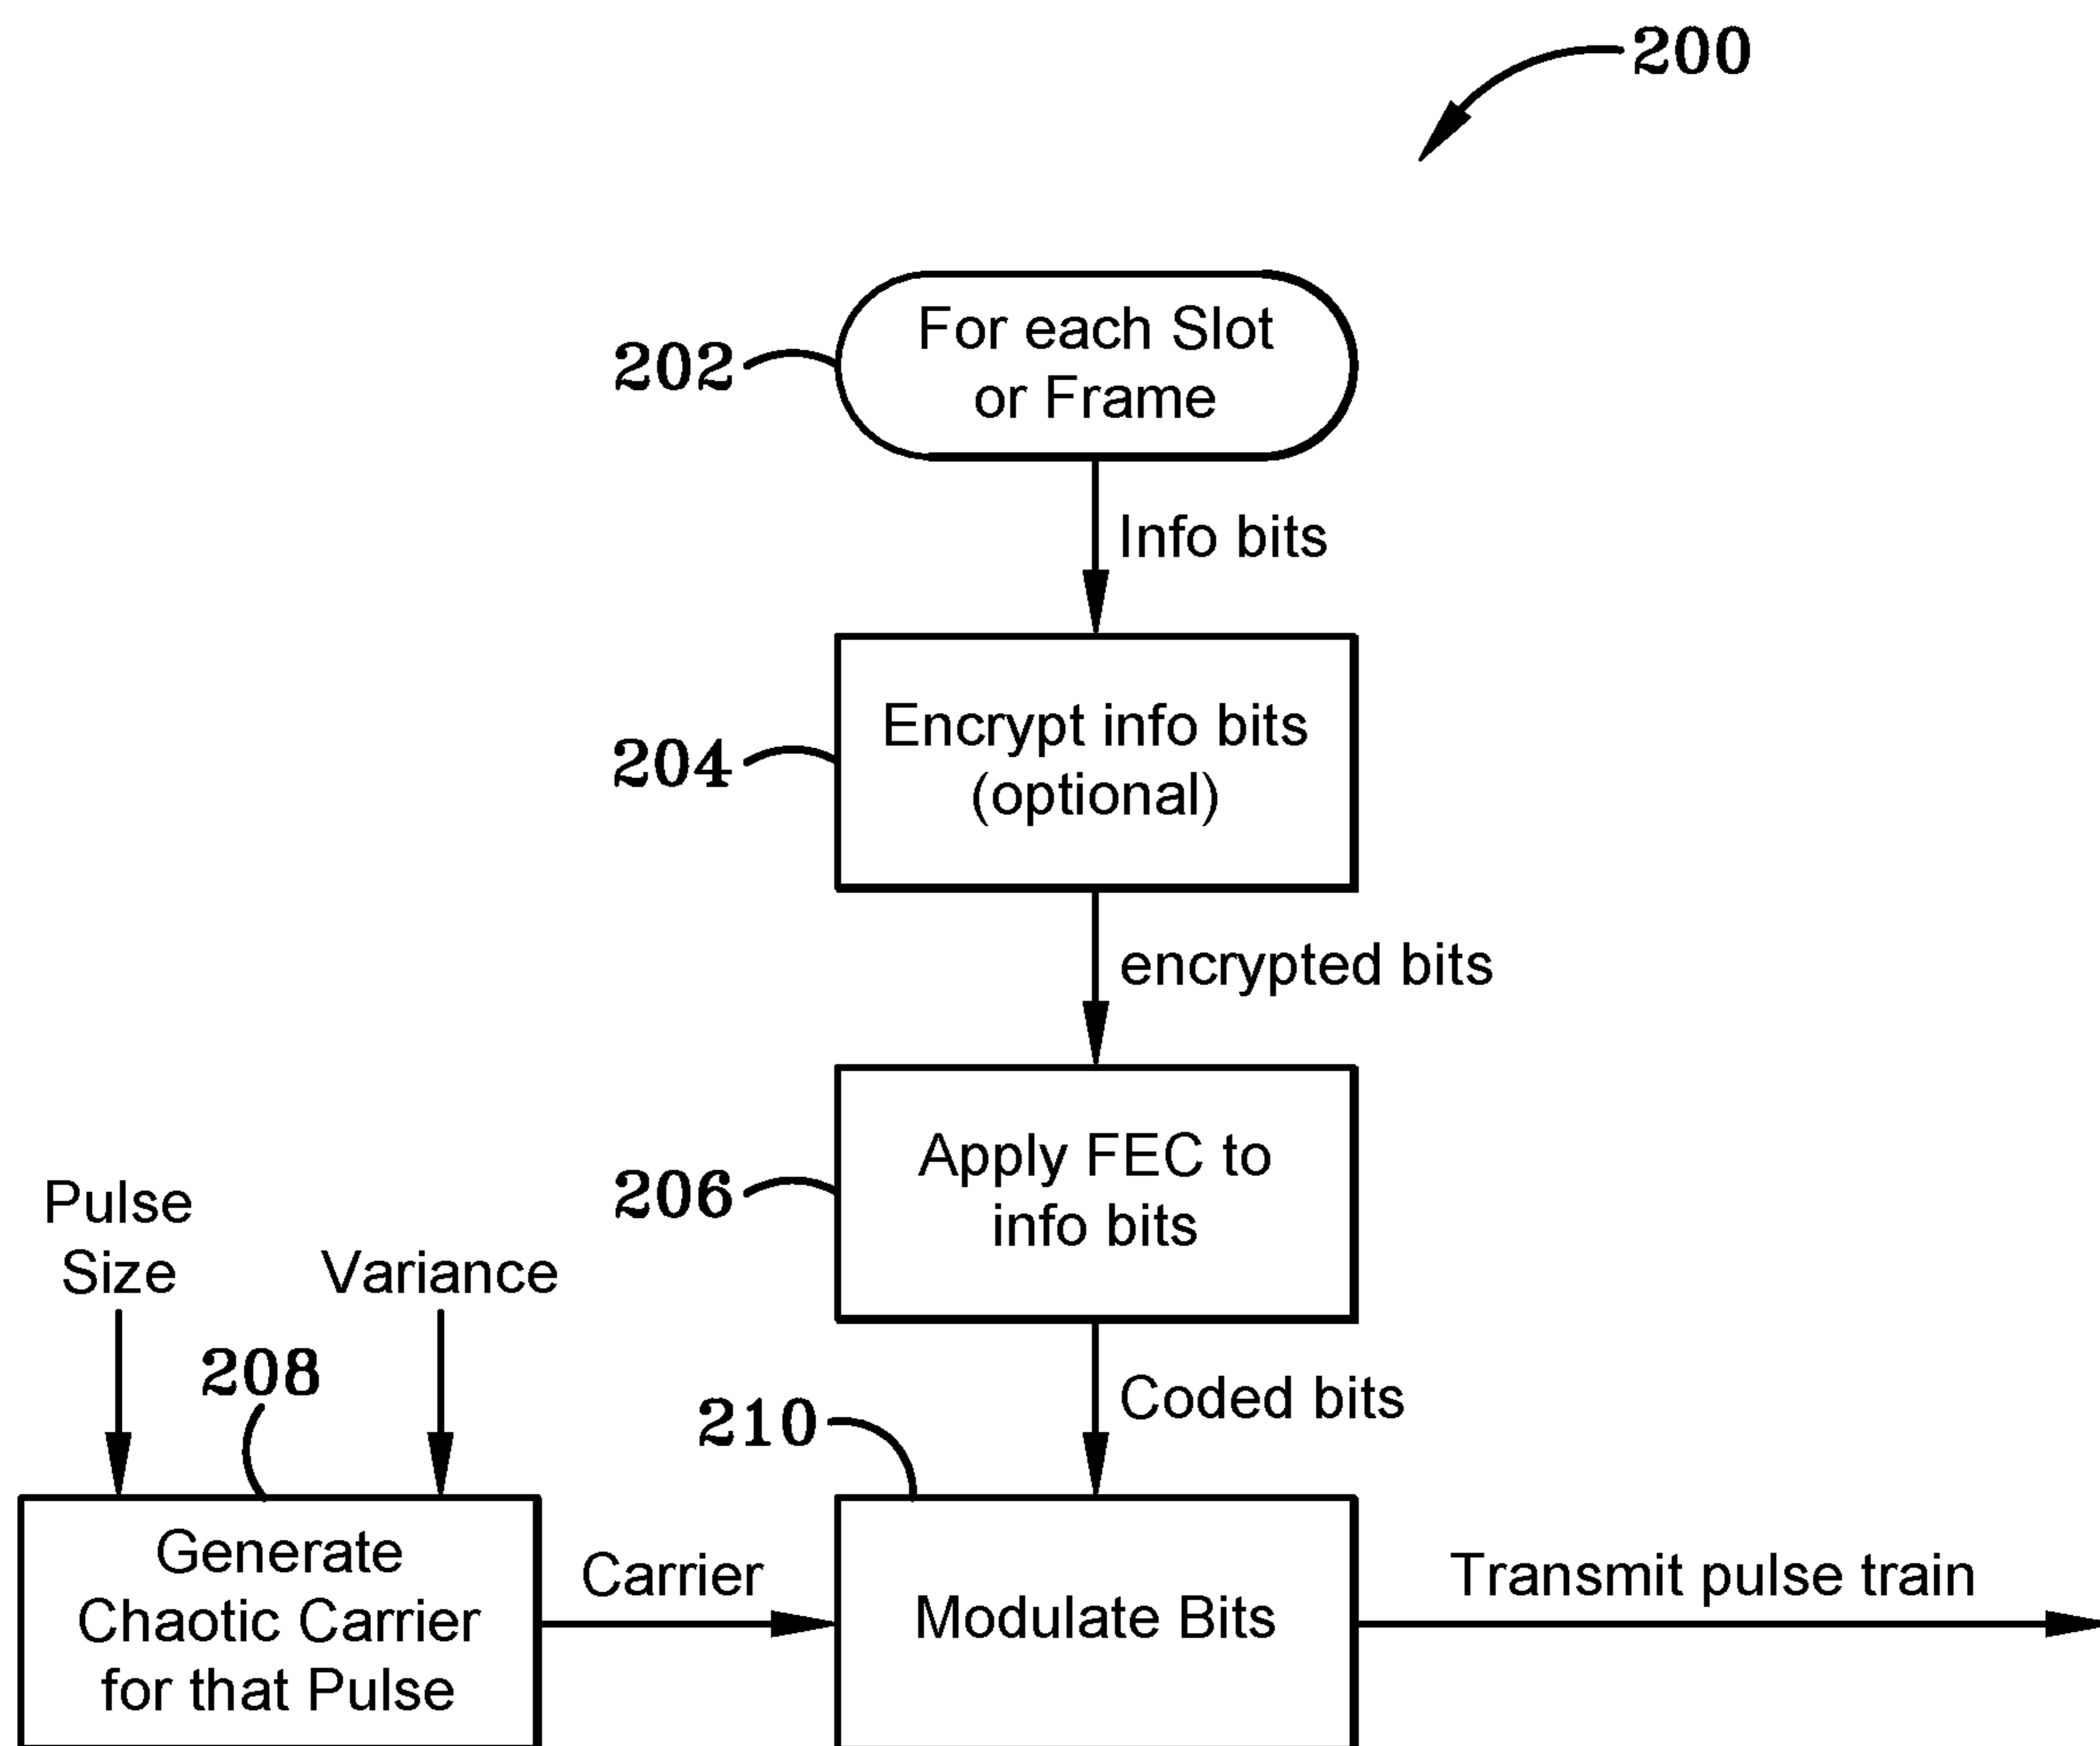 200
For each Slot
or Frame
202
Info bits
Encrypt info bits
(optional)
204
encrypted bits
Apply FEC to
info bits
206
Pulse
Size
Variance
208
210
Coded bits
Generate
Chaotic Carrier
for that Pulse
Carrier
Modulate Bits
Transmit pulse train